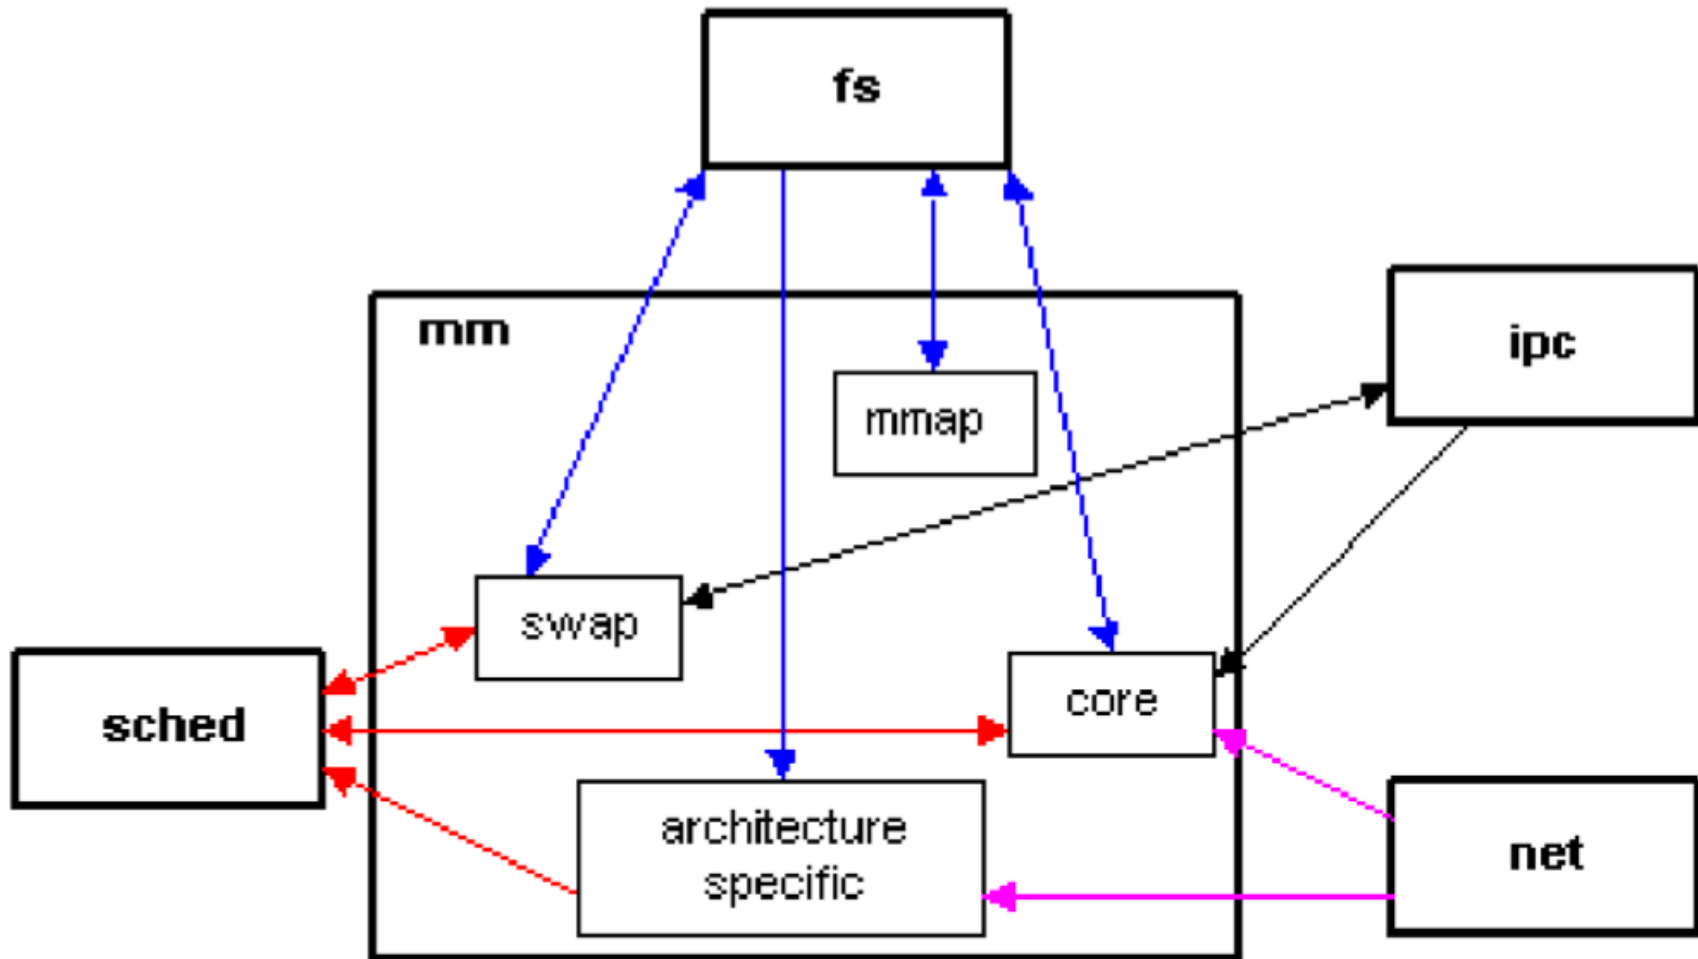 fs
mm
ipc
mmap
swap
core
sched
architecture
specific
net